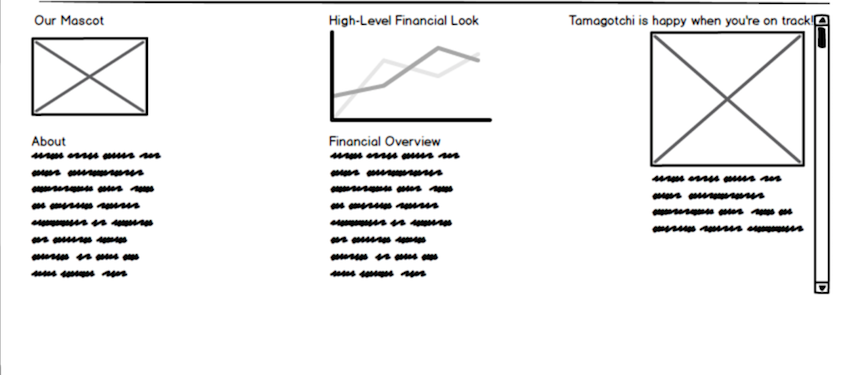 Our Mascot
High-Level Financial Look
Tamagotchi is happy when you're on track!
About
Financial Overview